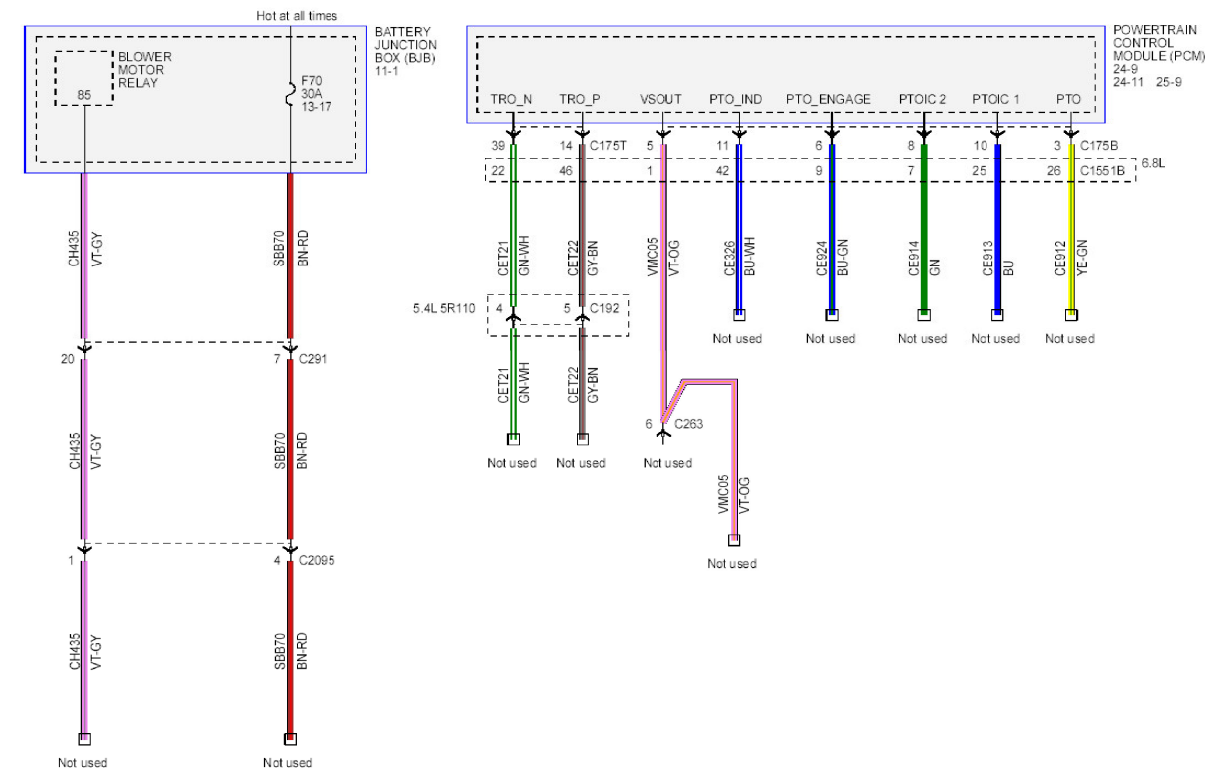 Hot at all times
BATTERY
JUNCTION
BOX (BJB)
11-1
BLOWER
MOTOR
RELAY
85
F70
30A
13-17
POWERTRAIN
CONTROL
MODULE (PCM)
24-9
24-11 25-9
TRO_N TRO_P VSOUT PTO_IND PTO_ENGAGE PTOIC 2 PTOIC 1 PTO
39 14 C175T 5 11 6 8 10 3 C175B
6.8L
22 46 1 42 9 7 25 26 C1551B
CH435
VT-GY
SBB70
BN-RD
CET21
GN-WH
CET22
GY-BN
VMC05
VT-OG
CE326
BU-WH
CE924
BU-GN
CE914
GN
CE913
BU
CE912
YE-GN
5.4L 5R110 4 5 C192
Not used Not used Not used Not used Not used
20 7 C291
CET21
GN-WH
CET22
GY-BN
6 C263
CH435
VT-GY
SBB70
BN-RD
Not used Not used Not used
VMC05
VT-OG
1 4 C2095
Not used
CH435
VT-GY
SBB70
BN-RD
Not used Not used